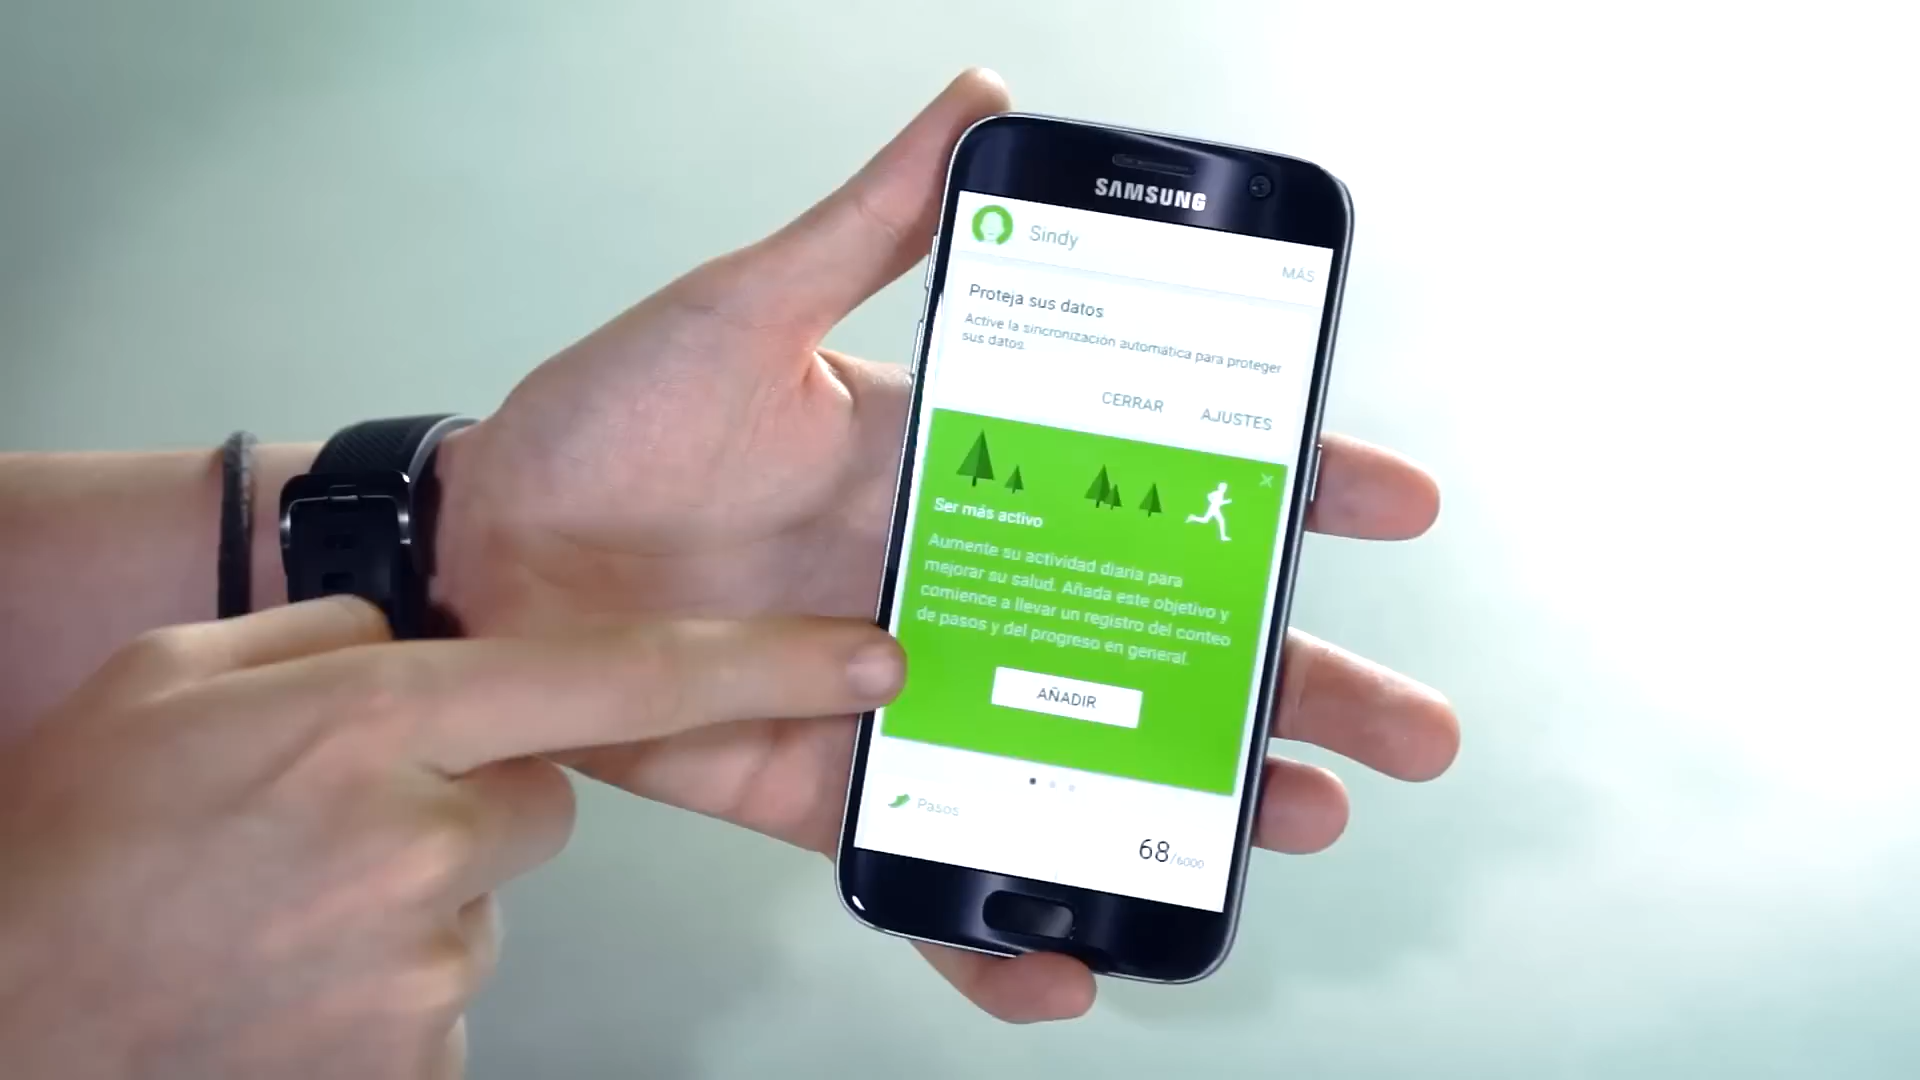 SAMSUNG
Sindy
MÁS
Proteja sus datos
Active la sincronización automática para proteger
sus datos.
CERRAR AJUSTES
Ser más activo
Aumente su actividad diaria para
mejorar su salud. Añada este objetivo y
comience a llevar un registro del conteo
de pasos y del progreso en general.
AÑADIR
Pasos
68/6000